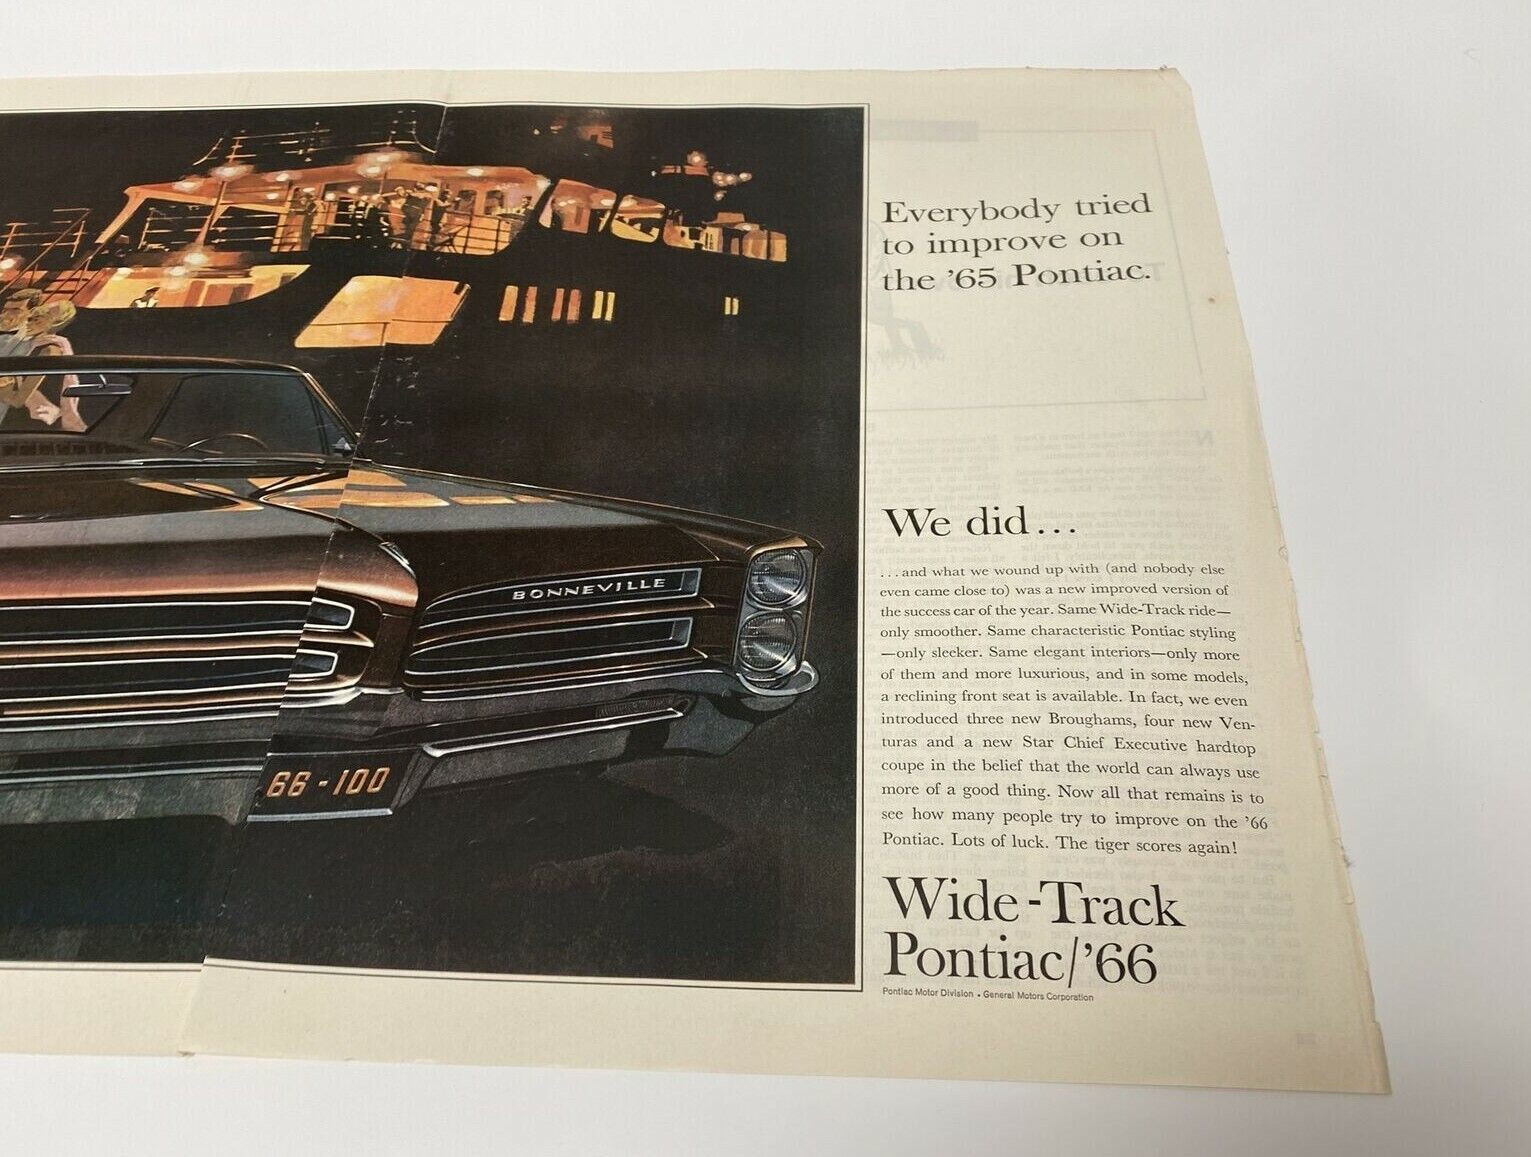 Everybody tried
to improve on
the ’65 Pontiac.
We did...
...and what we wound up with (and nobody else
even came close to) was a new improved version of
the success car of the year. Same Wide-Track ride—
only smoother. Same characteristic Pontiac styling
—only sleeker. Same elegant interiors—only more
of them and more luxurious, and in some models,
a reclining front seat is available. In fact, we even
introduced three new Broughams, four new Ven-
turas and a new Star Chief Executive hardtop
coupe in the belief that the world can always use
more of a good thing. Now all that remains is to
see how many people try to improve on the ’66
Pontiac. Lots of luck. The tiger scores again!
Wide-Track
Pontiac/’66
Pontiac Motor Division • General Motors Corporation
BONNEVILLE
66-100